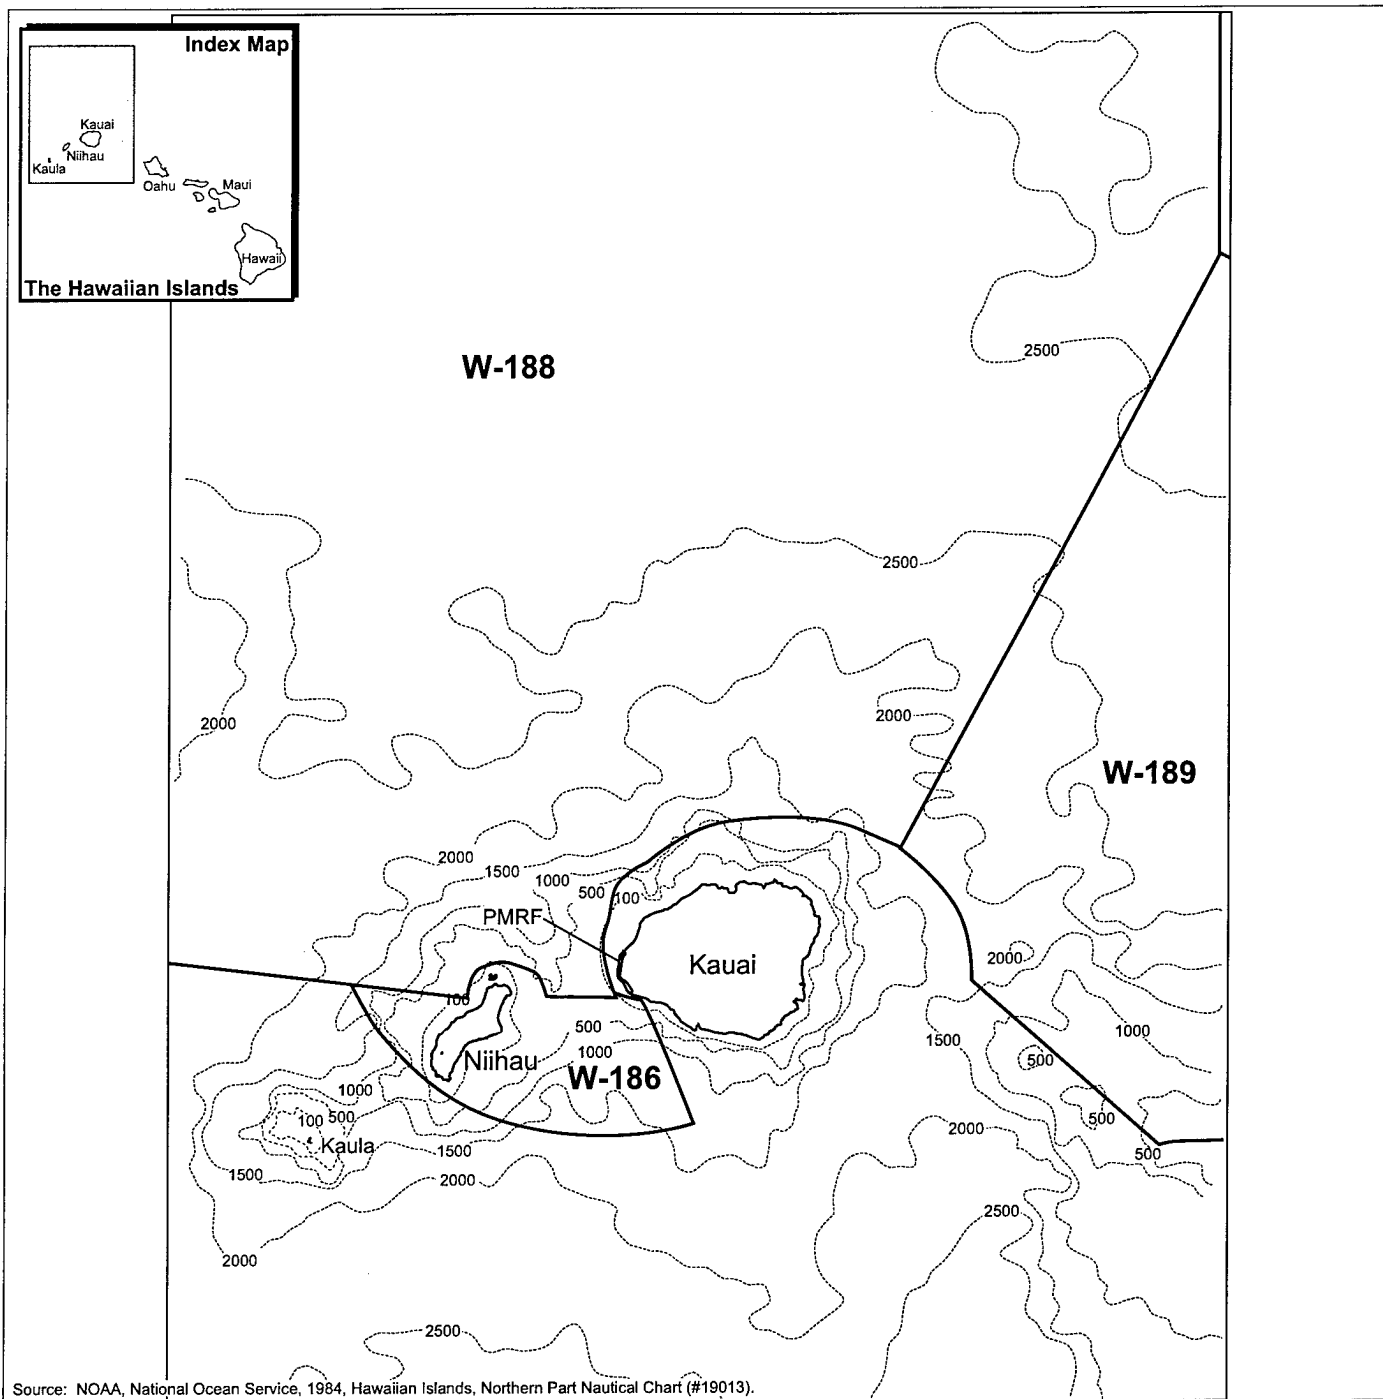 Index Map
Kauai
Niihau
Kaula
Oahu
Maui
Hawaii
The Hawaiian Islands
2500
W-188
2500
2000
2000
W-189
2000
1500
1000
500
100
PMRF
Kauai
2000
100
500
1000
1500
1000
Niihau
W-186
500
1000
100
500
500
Kaula
1500
2000
500
1500
2000
2500
2000
2500
Source: NOAA, National Ocean Service, 1984, Hawaiian Islands, Northern Part Nautical Chart (#19013).